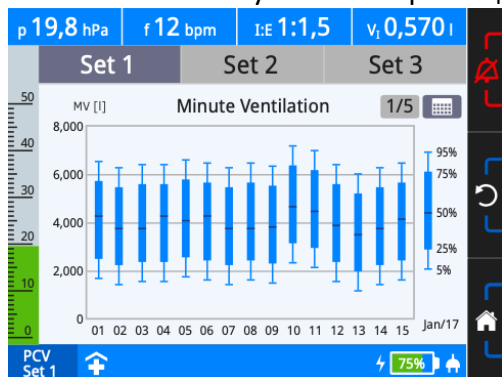 p 19,8 hPa f 12 bpm I:E 1:1,5 VI 0,570 l
Set 1 Set 2 Set 3
MV [l] Minute Ventilation 1/5
50
40
30
20
10
0
8,000
6,000
4,000
2,000
0
95%
75%
50%
25%
5%
01 02 03 04 05 06 07 08 09 10 11 12 13 14 15 Jan/17
PCV
Set 1
75%